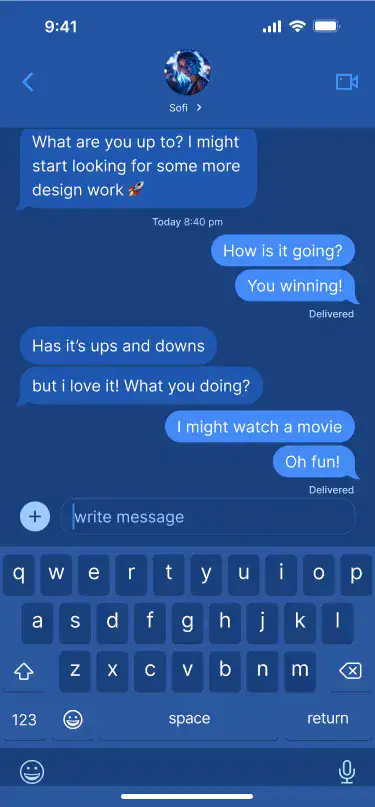 9:41
Sofi
What are you up to? I might
start looking for some more
design work 🚀
Today 8:40 pm
How is it going?
You winning!
Delivered
Has it’s ups and downs
but i love it! What you doing?
I might watch a movie
Oh fun!
Delivered
write message
q w e r t y u i o p
a s d f g h j k l
z x c v b n m
123 space return